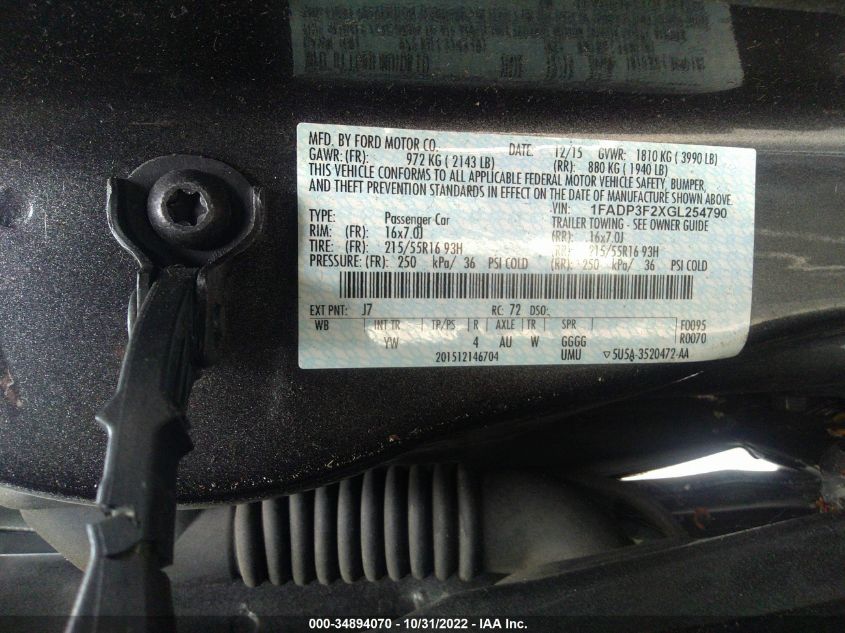 MFD. BY FORD MOTOR CO. DATE: 12/15 GVWR: 1810 KG ( 3990 LB)
GAWR: (FR): 972 KG ( 2143 LB) (RR): 880 KG ( 1940 LB)
THIS VEHICLE CONFORMS TO ALL APPLICABLE FEDERAL MOTOR VEHICLE SAFETY, BUMPER,
AND THEFT PREVENTION STANDARDS IN EFFECT ON THE DATE OF MANUFACTURE SHOWN ABOVE.
VIN: 1FADP3F2XGL254790
TYPE: Passenger Car TRAILER TOWING - SEE OWNER GUIDE
RIM: (FR): 16x7.0J (RR): 16x7.0J
TIRE: (FR): 215/55R16 93H (RR): 215/55R16 93H
PRESSURE: (FR): 250 kPa/ 36 PSI COLD (RR): 250 kPa/ 36 PSI COLD
EXT PNT: J7 RC: 72 DSO:
WB INT TR TP/PS R AXLE TR SPR F0095
YW 4 AU W GGGG R0070
201512146704 UMU ▽5U5A-3520472-AA
000-34894070 - 10/31/2022 - IAA Inc.